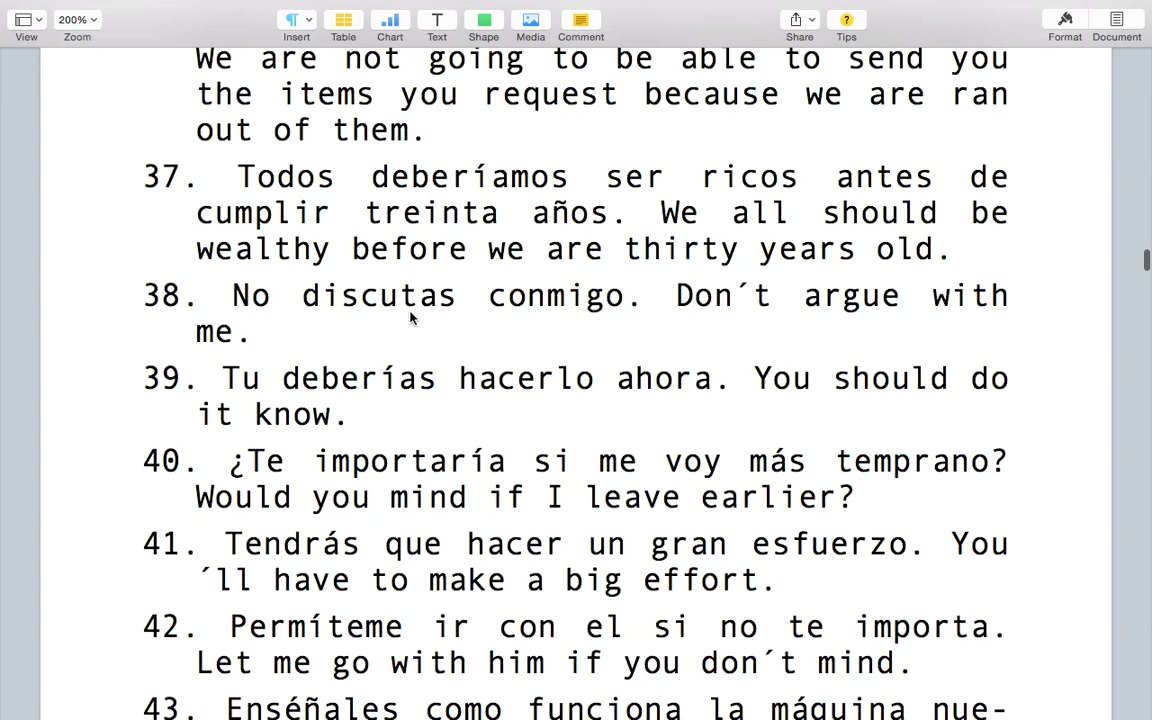 200%
View
Zoom
Insert
Table
Chart
T
Text
Shape
Media
Comment
Share
?
Tips
Format
Document
We are not going to be able to send you
the items you request because we are ran
out of them.
37. Todos deberíamos ser ricos antes de
cumplir treinta años. We all should be
wealthy before we are thirty years old.
38. No discutas conmigo. Don´t argue with
me.
39. Tu deberías hacerlo ahora. You should do
it know.
40. ¿Te importaría si me voy más temprano?
Would you mind if I leave earlier?
41. Tendrás que hacer un gran esfuerzo. You
´ll have to make a big effort.
42. Permíteme ir con el si no te importa.
Let me go with him if you don´t mind.
43. Enséñales como funciona la máquina nue-